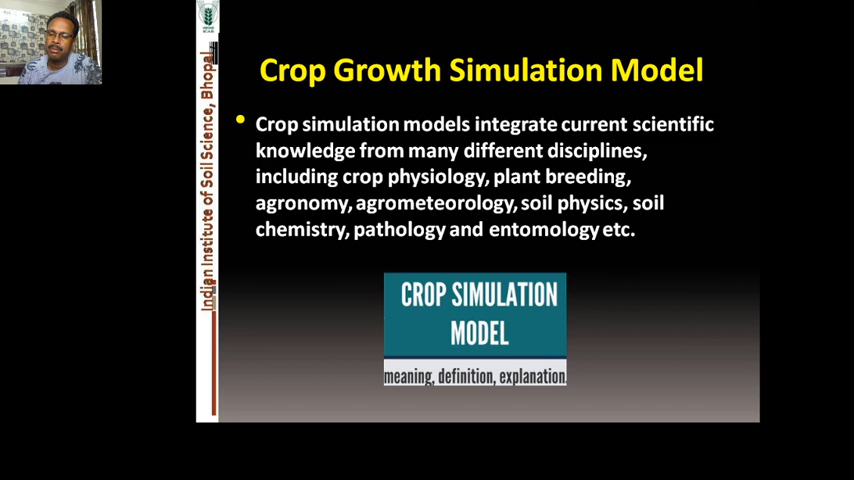 Indian Institute of Soil Science, Bhopal
Crop Growth Simulation Model
• Crop simulation models integrate current scientific
knowledge from many different disciplines,
including crop physiology, plant breeding,
agronomy, agrometeorology, soil physics, soil
chemistry, pathology and entomology etc.
CROP SIMULATION
MODEL
meaning, definition, explanation